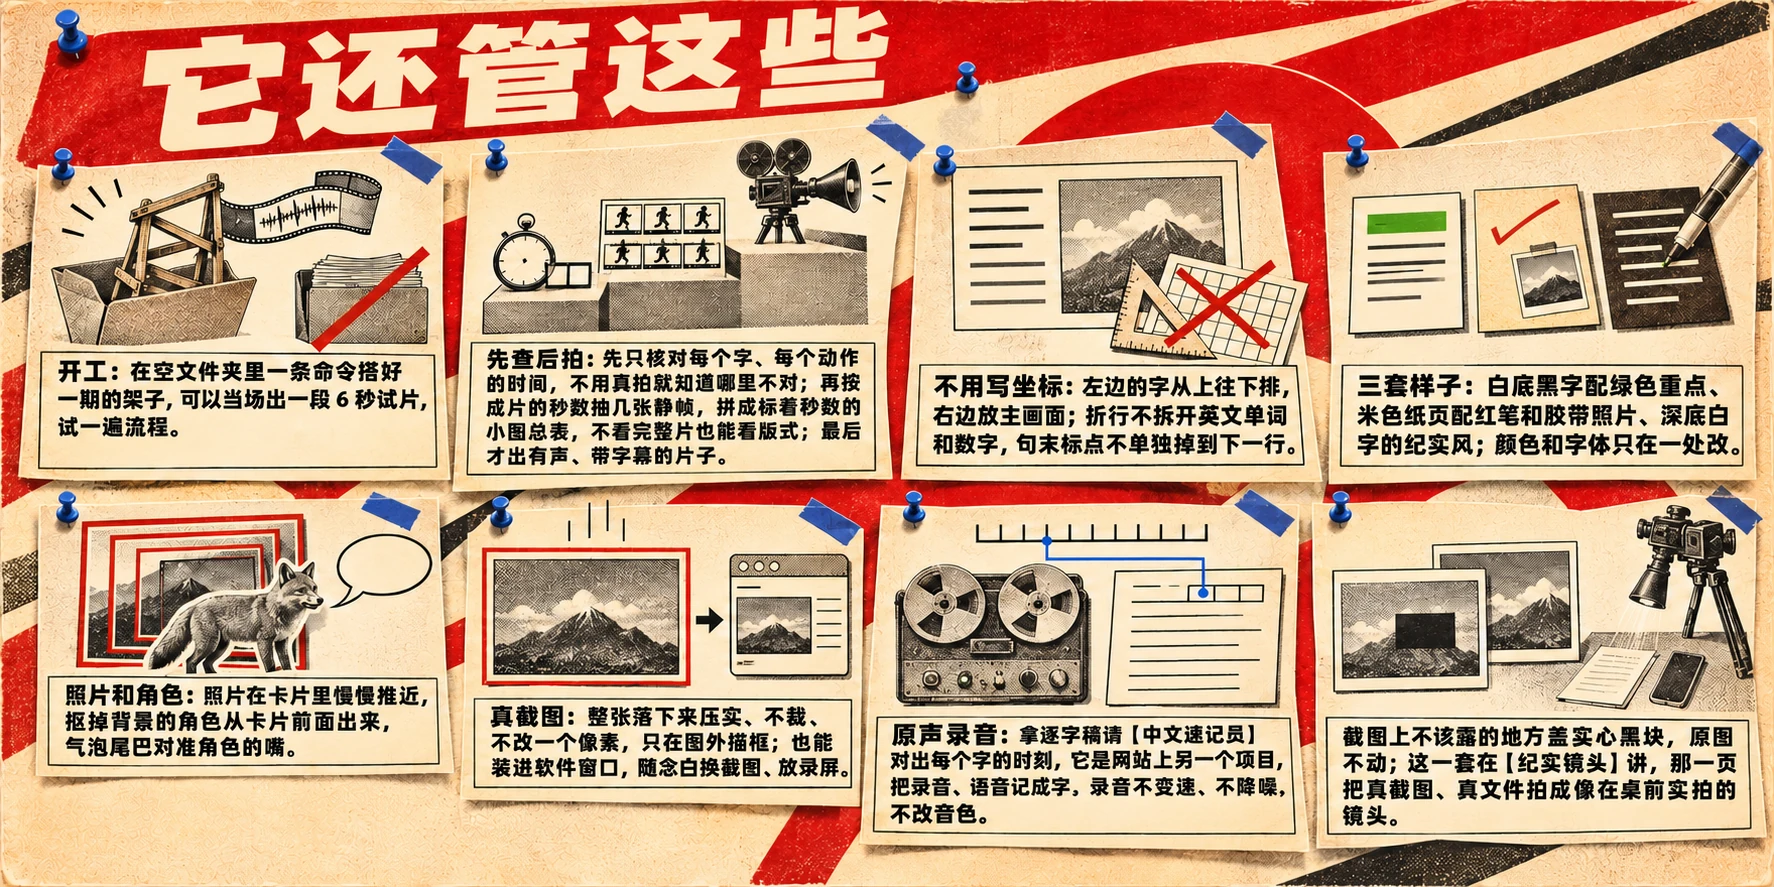 它还管这些
开工：在空文件夹里一条命令搭好
一期的架子，可以当场出一段 6 秒试片，
试一遍流程。
先查后拍：先只核对每个字、每个动作
的时间，不用真拍就知道哪里不对；再按
成片的秒数抽几张静帧，拼成标着秒数的
小图总表，不看完整片也能看版式；最后
才出有声、带字幕的片子。
不用写坐标：左边的字从上往下排，
右边放主画面；折行不拆开英文单词
和数字，句末标点不单独掉到下一行。
三套样子：白底黑字配绿色重点、
米色纸页配红笔和胶带照片、深底白
字的纪实风；颜色和字体只在一处改。
照片和角色：照片在卡片里慢慢推近，
抠掉背景的角色从卡片前面出来，
气泡尾巴对准角色的嘴。
真截图：整张落下来压实、不裁、
不改一个像素，只在图外描框；也能
装进软件窗口，随念白换截图、放录屏。
原声录音：拿逐字稿请【中文速记员】
对出每个字的时刻，它是网站上另一个项目，
把录音、语音记成字，录音不变速、不降噪，
不改音色。
截图上不该露的地方盖实心黑块，原图
不动；这一套在【纪实镜头】讲，那一页
把真截图、真文件拍成像在桌前实拍的
镜头。